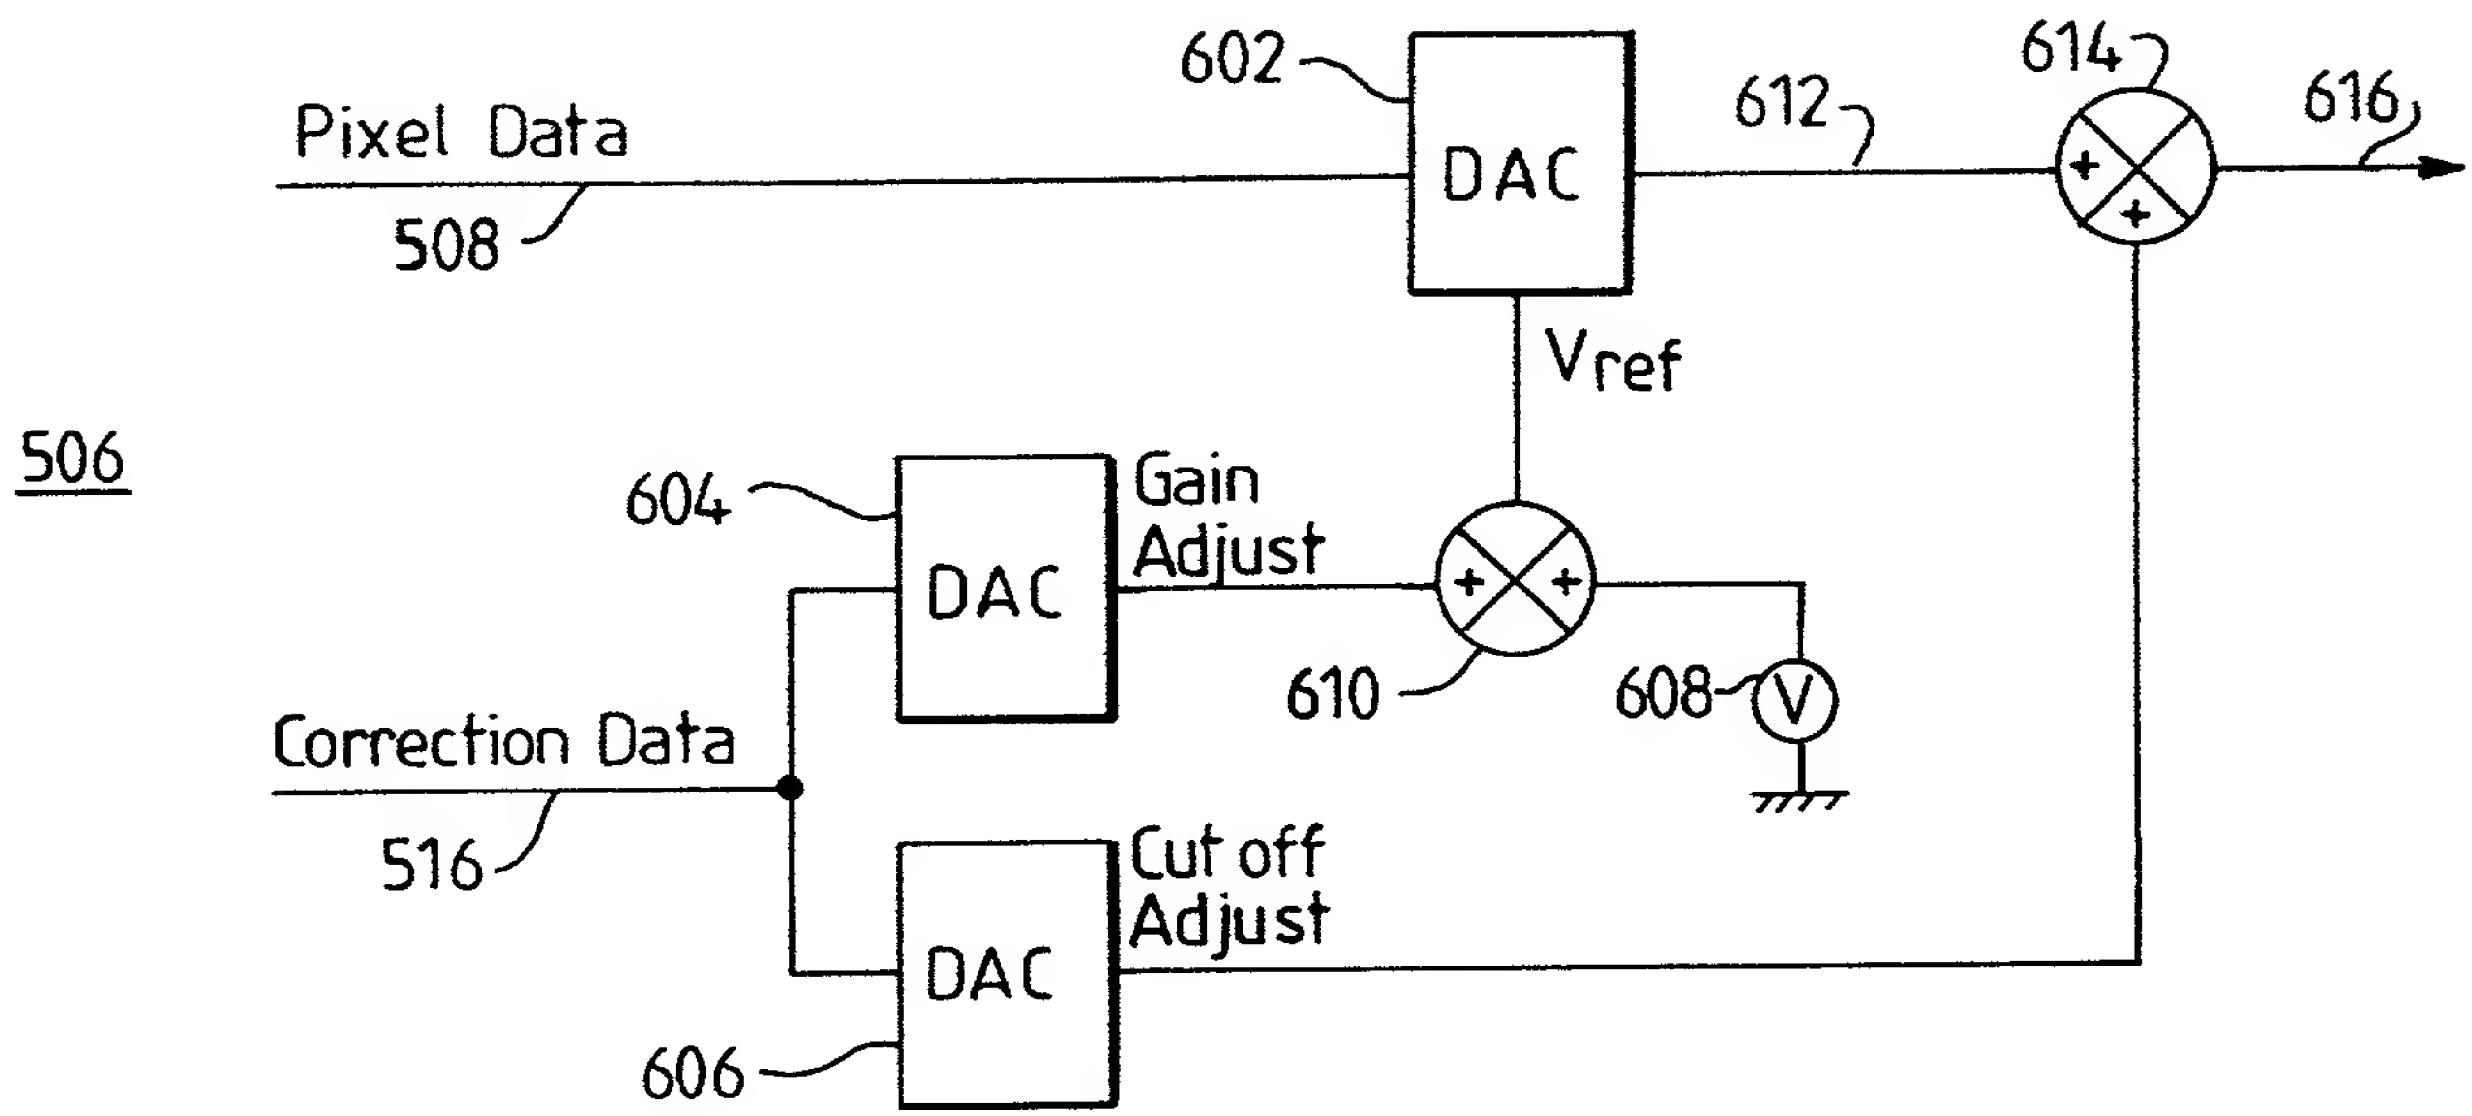 602
614
612
616
Pixel Data
DAC
+
+
508
Vref
506
604
Gain
Adjust
DAC
+ +
610
608
V
Correction Data
516
Cut off
Adjust
DAC
606